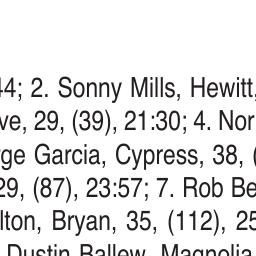 44; 2. Sonny Mills, Hewitt,
ve, 29, (39), 21:30; 4. Nor
rge Garcia, Cypress, 38, (
29, (87), 23:57; 7. Rob Be
lton, Bryan, 35, (112), 25
Dustin Ballew, Magnolia